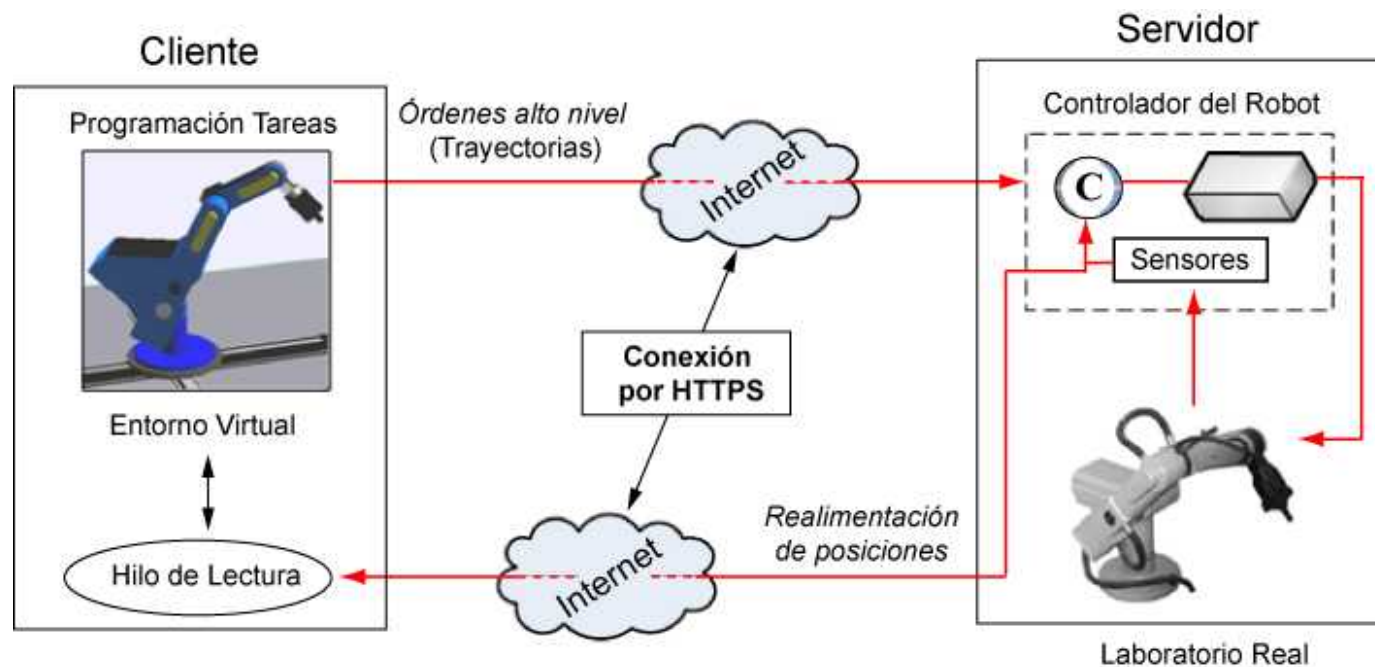 Cliente
Servidor
Programación Tareas
Órdenes alto nivel
(Trayectorias)
Internet
Controlador del Robot
C
Sensores
Conexión
por HTTPS
Entorno Virtual
Hilo de Lectura
Realimentación
de posiciones
Internet
Laboratorio Real